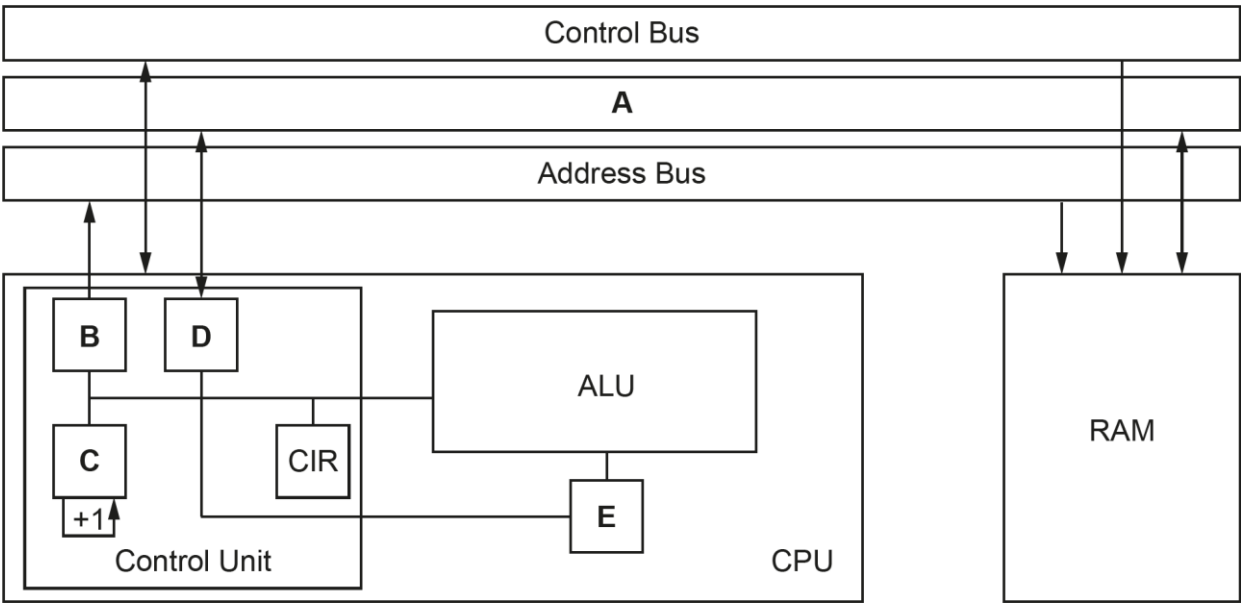 Control Bus
A
Address Bus
B
D
ALU
C
CIR
RAM
+1
E
Control Unit
CPU